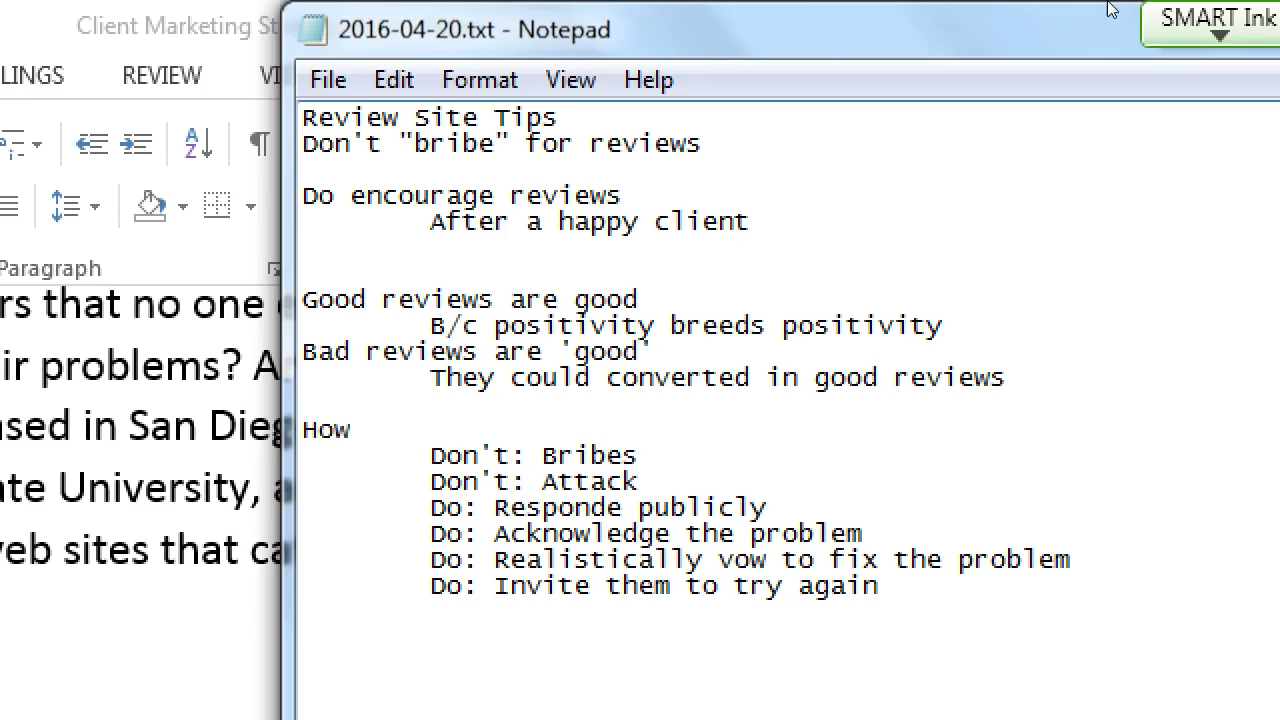 Client Marketing St
2016-04-20.txt - Notepad
SMART Ink
LINGS REVIEW
File Edit Format View Help
Paragraph
rs that no one
ir problems? A
ased in San Dieg
ate University, a
web sites that ca
Review Site Tips
Don't "bribe" for reviews
Do encourage reviews
After a happy client
Good reviews are good
B/c positivity breeds positivity
Bad reviews are 'good'
They could converted in good reviews
How
Don't: Bribes
Don't: Attack
Do: Responde publicly
Do: Acknowledge the problem
Do: Realistically vow to fix the problem
Do: Invite them to try again